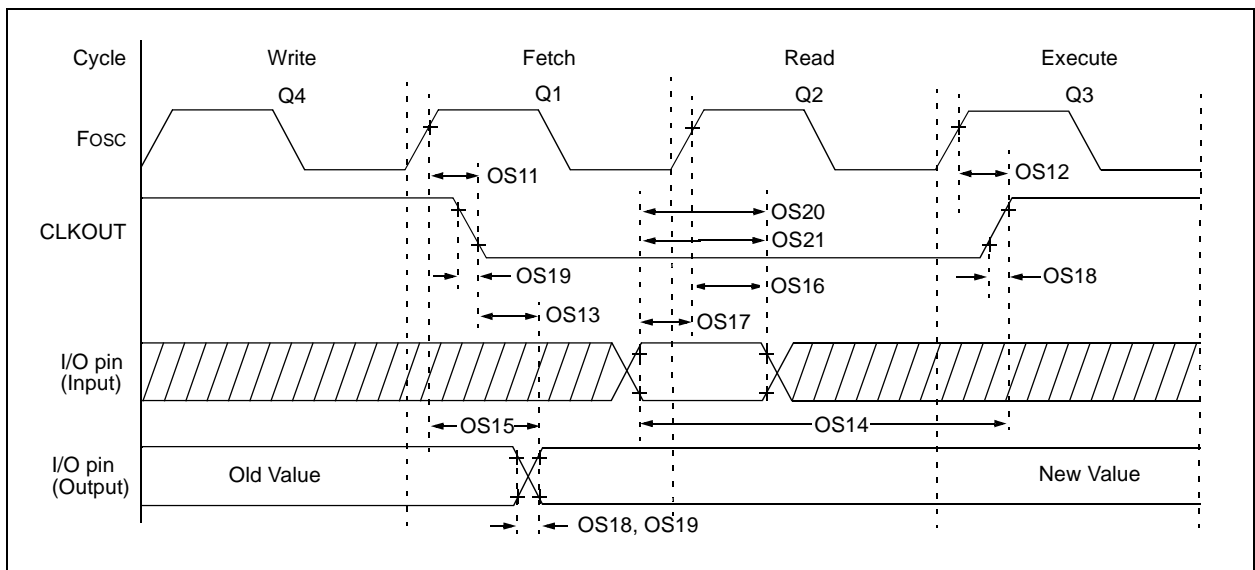 Cycle Write Fetch Read Execute
Q4 Q1 Q2 Q3
FOSC
OS11 OS12
OS20
CLKOUT
OS21
OS19 OS16 OS18
OS13 OS17
I/O pin
(Input)
OS15 OS14
I/O pin
(Output)
Old Value New Value
OS18, OS19